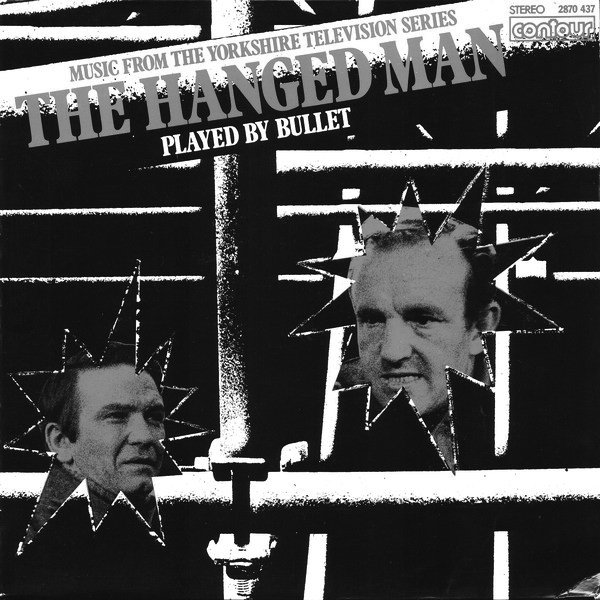 STEREO 2870 437
contour
MUSIC FROM THE YORKSHIRE TELEVISION SERIES
THE HANGED MAN
PLAYED BY BULLET